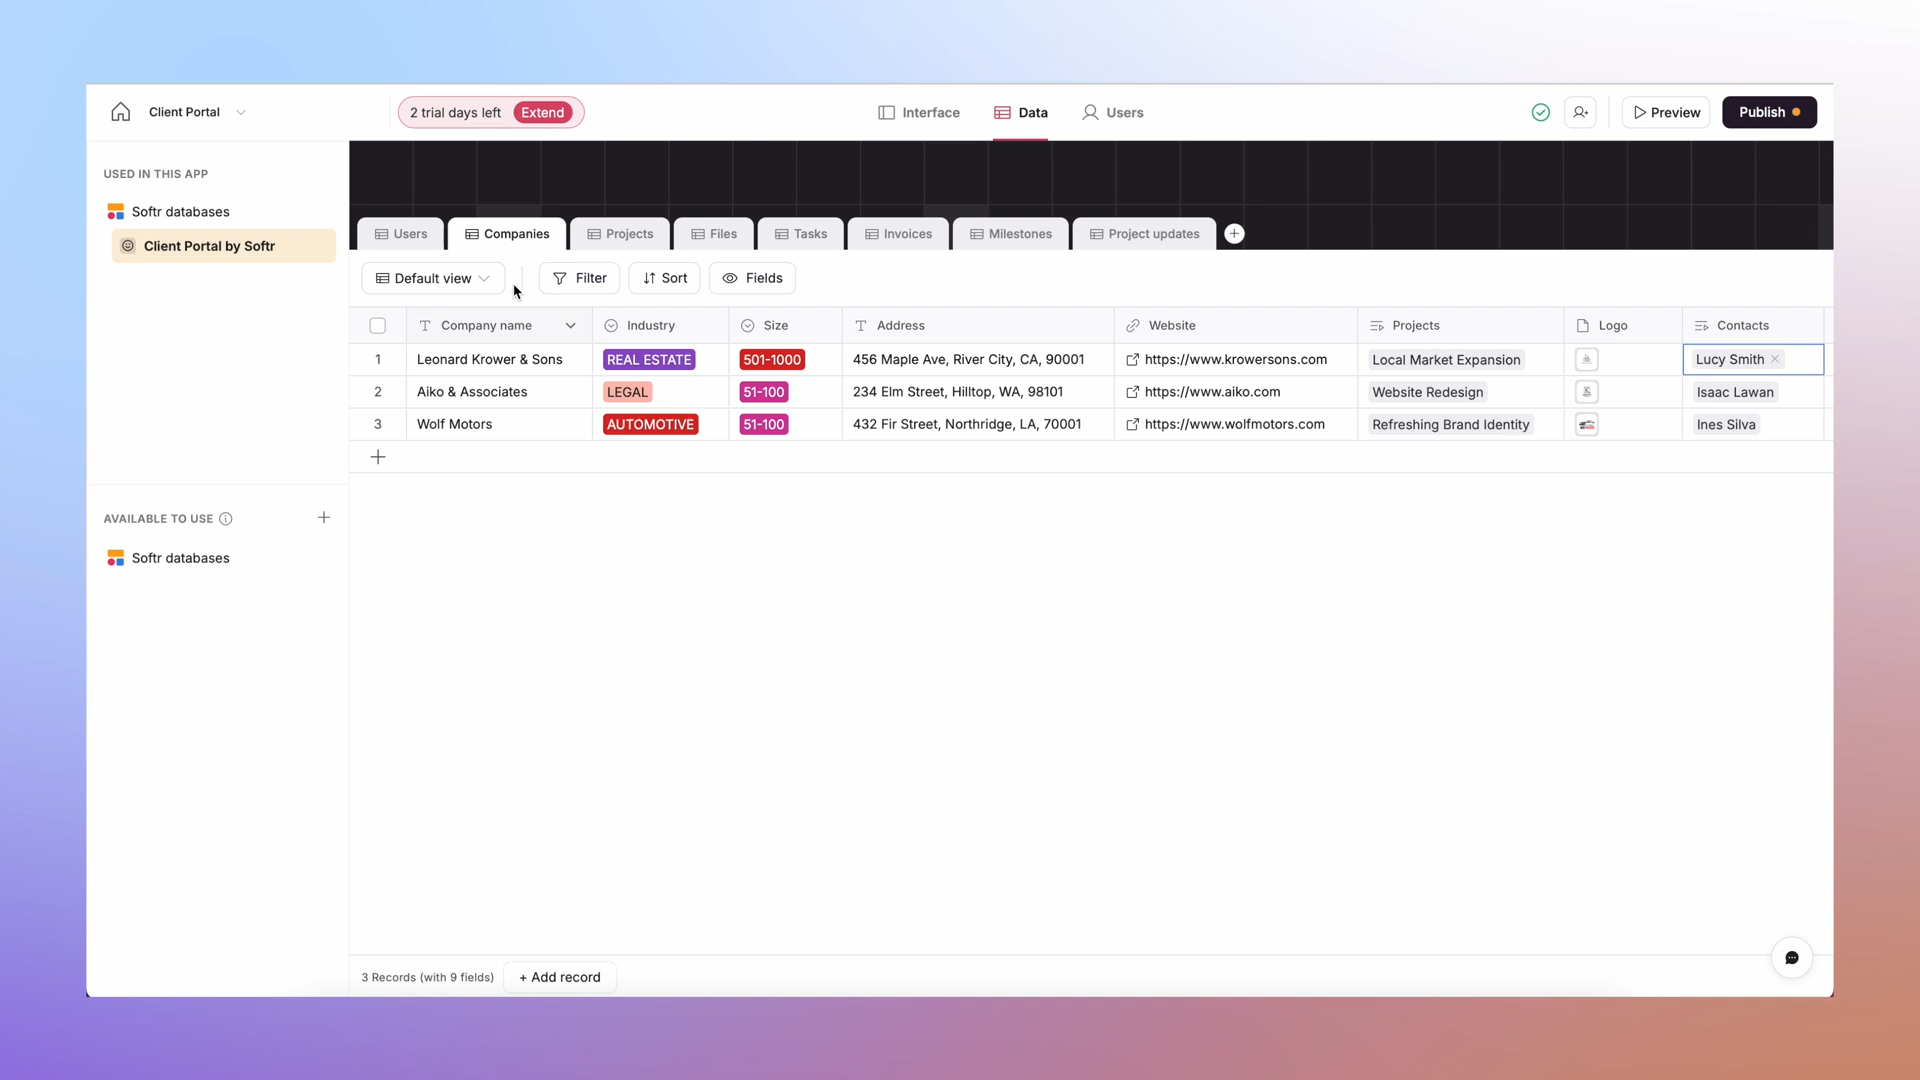 Client Portal
2 trial days left Extend
Interface Data Users
Preview Publish
USED IN THIS APP
Softr databases
Client Portal by Softr
AVAILABLE TO USE
Softr databases
Users Companies Projects Files Tasks Invoices Milestones Project updates
Default view Filter Sort Fields
Company name Industry Size Address Website Projects Logo Contacts
1 Leonard Krower & Sons REAL ESTATE 501-1000 456 Maple Ave, River City, CA, 90001 https://www.krowersons.com Local Market Expansion Lucy Smith
2 Aiko & Associates LEGAL 51-100 234 Elm Street, Hilltop, WA, 98101 https://www.aiko.com Website Redesign Isaac Lawan
3 Wolf Motors AUTOMOTIVE 51-100 432 Fir Street, Northridge, LA, 70001 https://www.wolfmotors.com Refreshing Brand Identity Ines Silva
3 Records (with 9 fields) + Add record